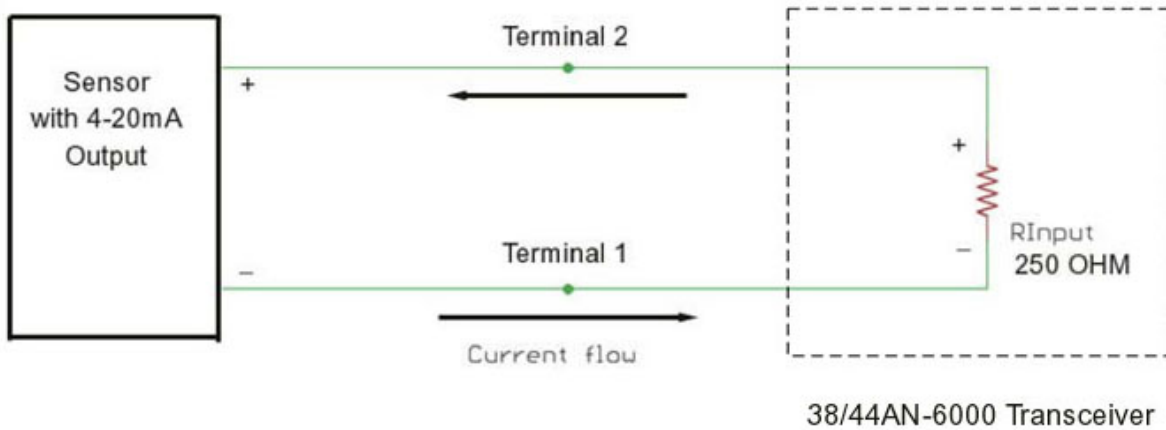 Terminal 2
Sensor
with 4-20mA
Output
+
+
RInput
250 OHM
Terminal 1
–
–
Current flow
38/44AN-6000 Transceiver